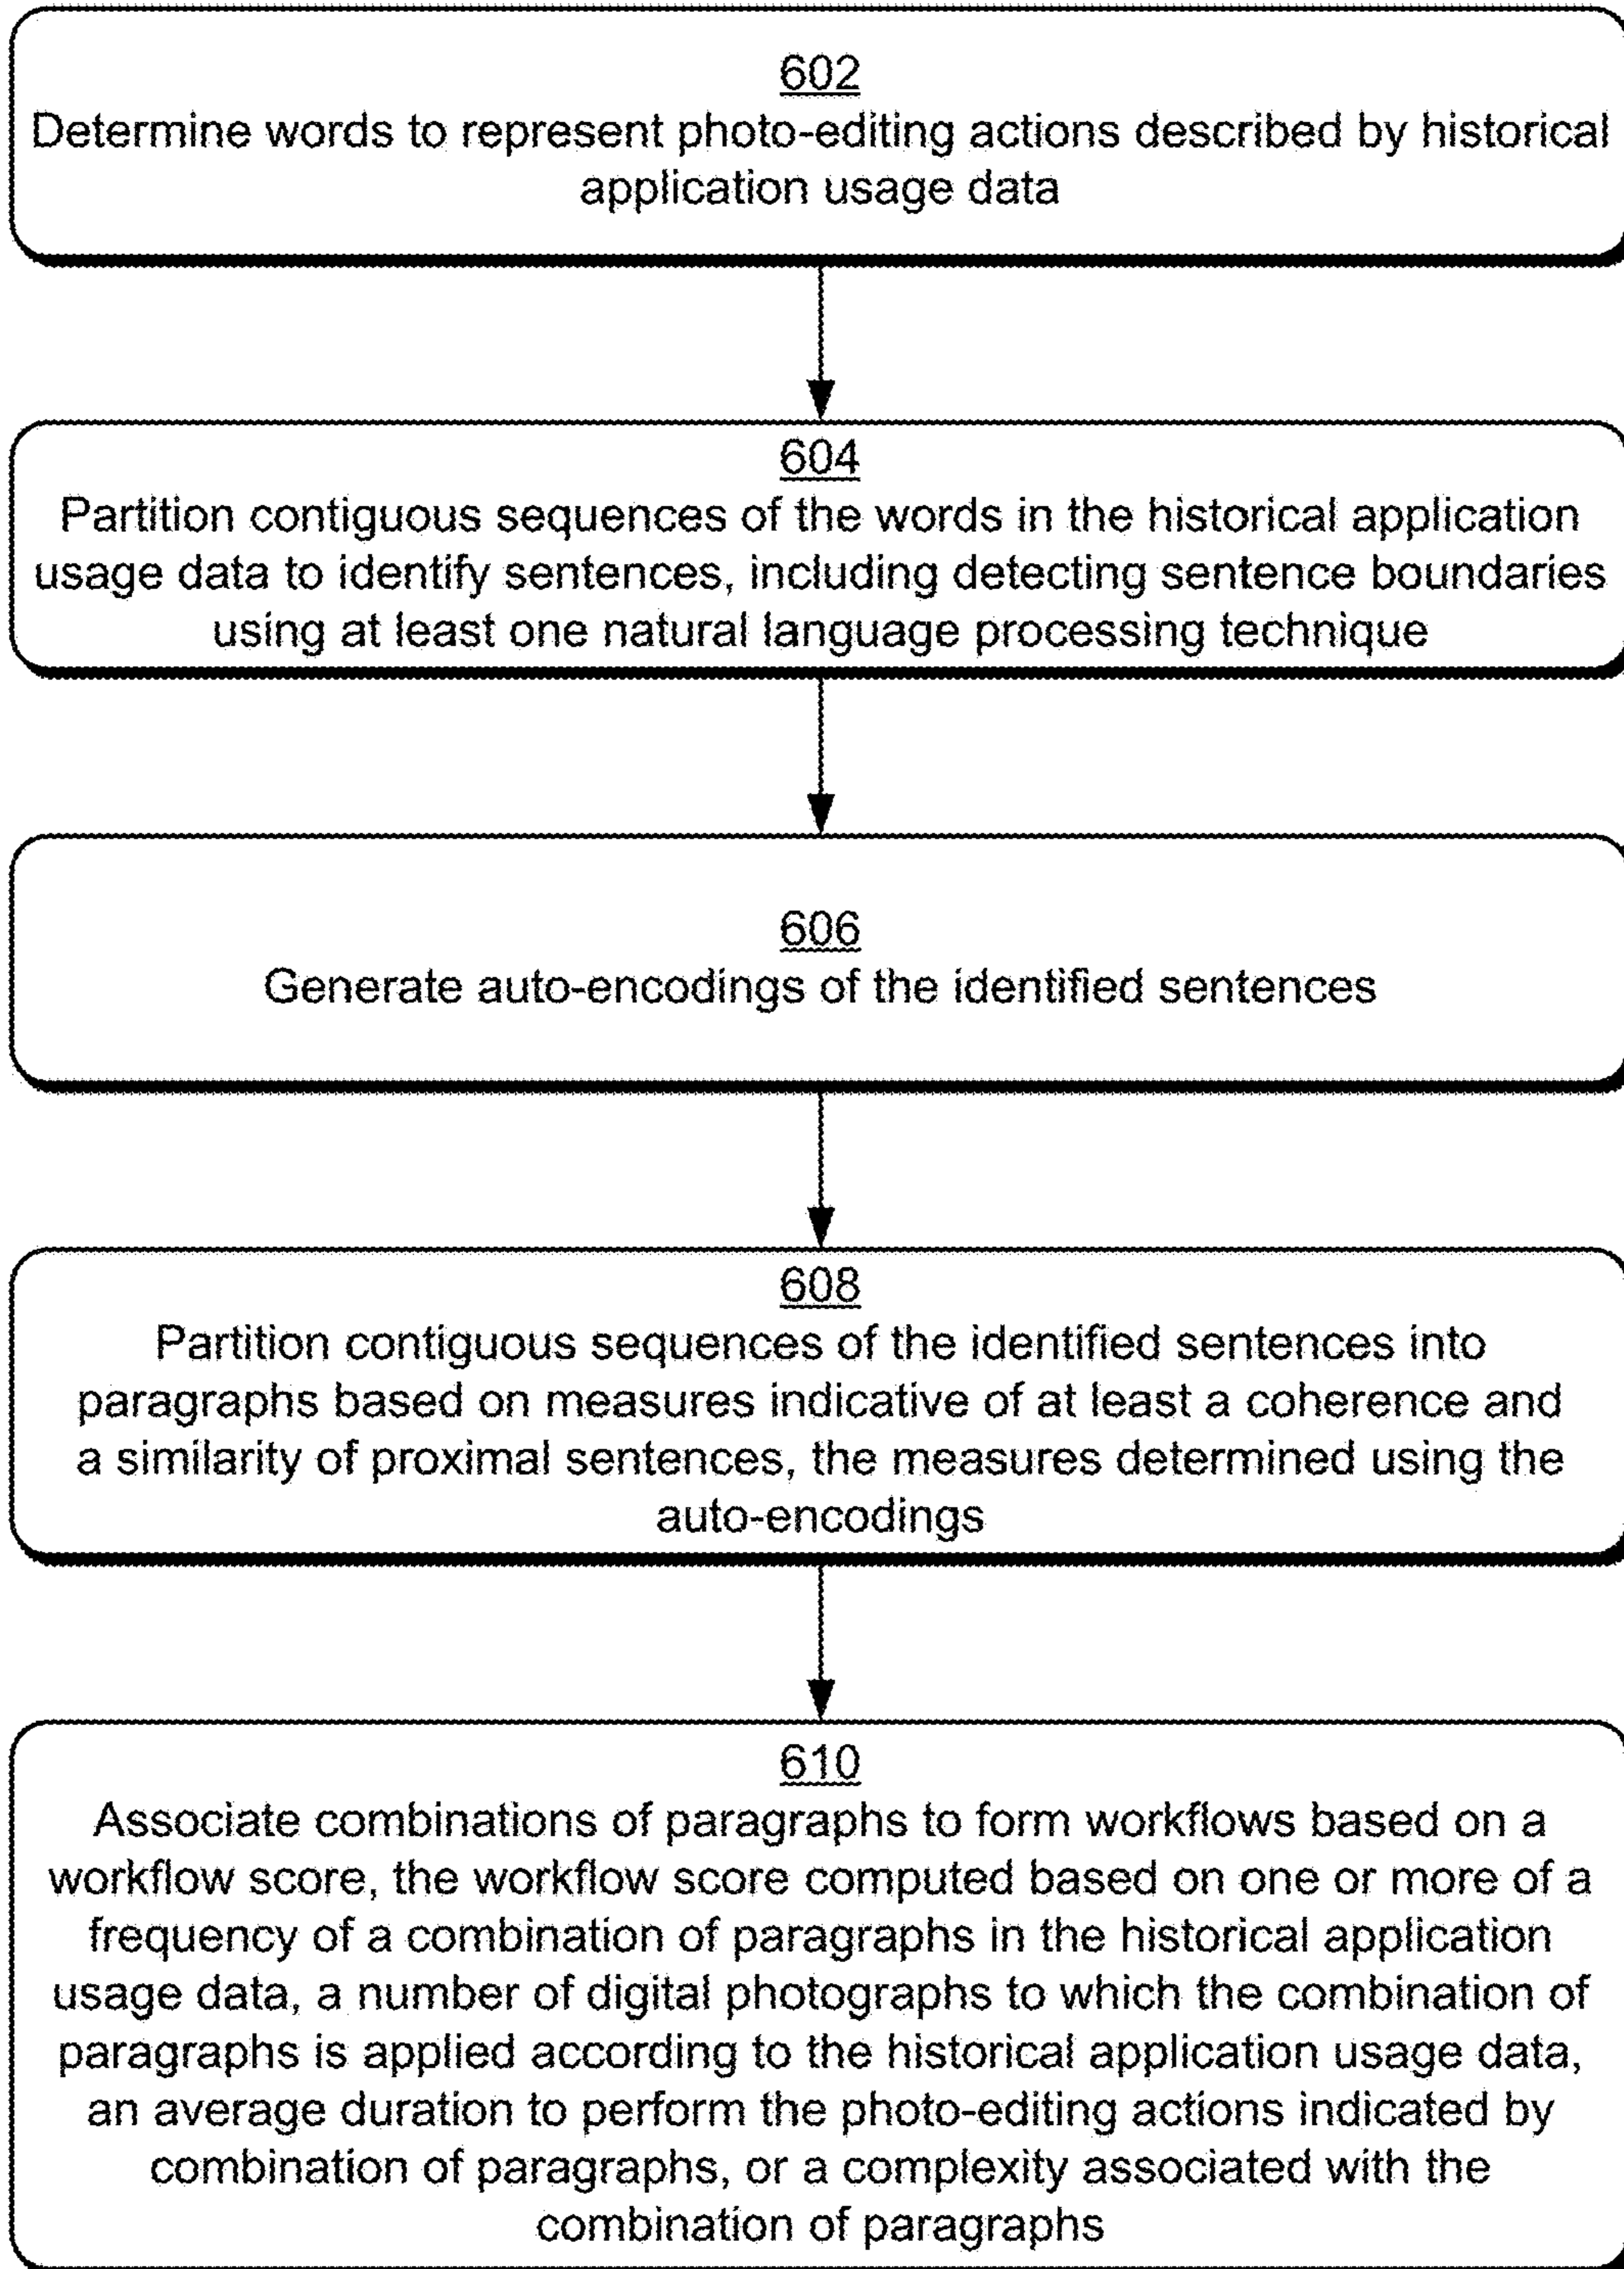 602
Determine words to represent photo-editing actions described by historical
application usage data
604
Partition contiguous sequences of the words in the historical application
usage data to identify sentences, including detecting sentence boundaries
using at least one natural language processing technique
606
Generate auto-encodings of the identified sentences
608
Partition contiguous sequences of the identified sentences into
paragraphs based on measures indicative of at least a coherence and
a similarity of proximal sentences, the measures determined using the
auto-encodings
610
Associate combinations of paragraphs to form workflows based on a
workflow score, the workflow score computed based on one or more of a
frequency of a combination of paragraphs in the historical application
usage data, a number of digital photographs to which the combination of
paragraphs is applied according to the historical application usage data,
an average duration to perform the photo-editing actions indicated by
combination of paragraphs, or a complexity associated with the
combination of paragraphs